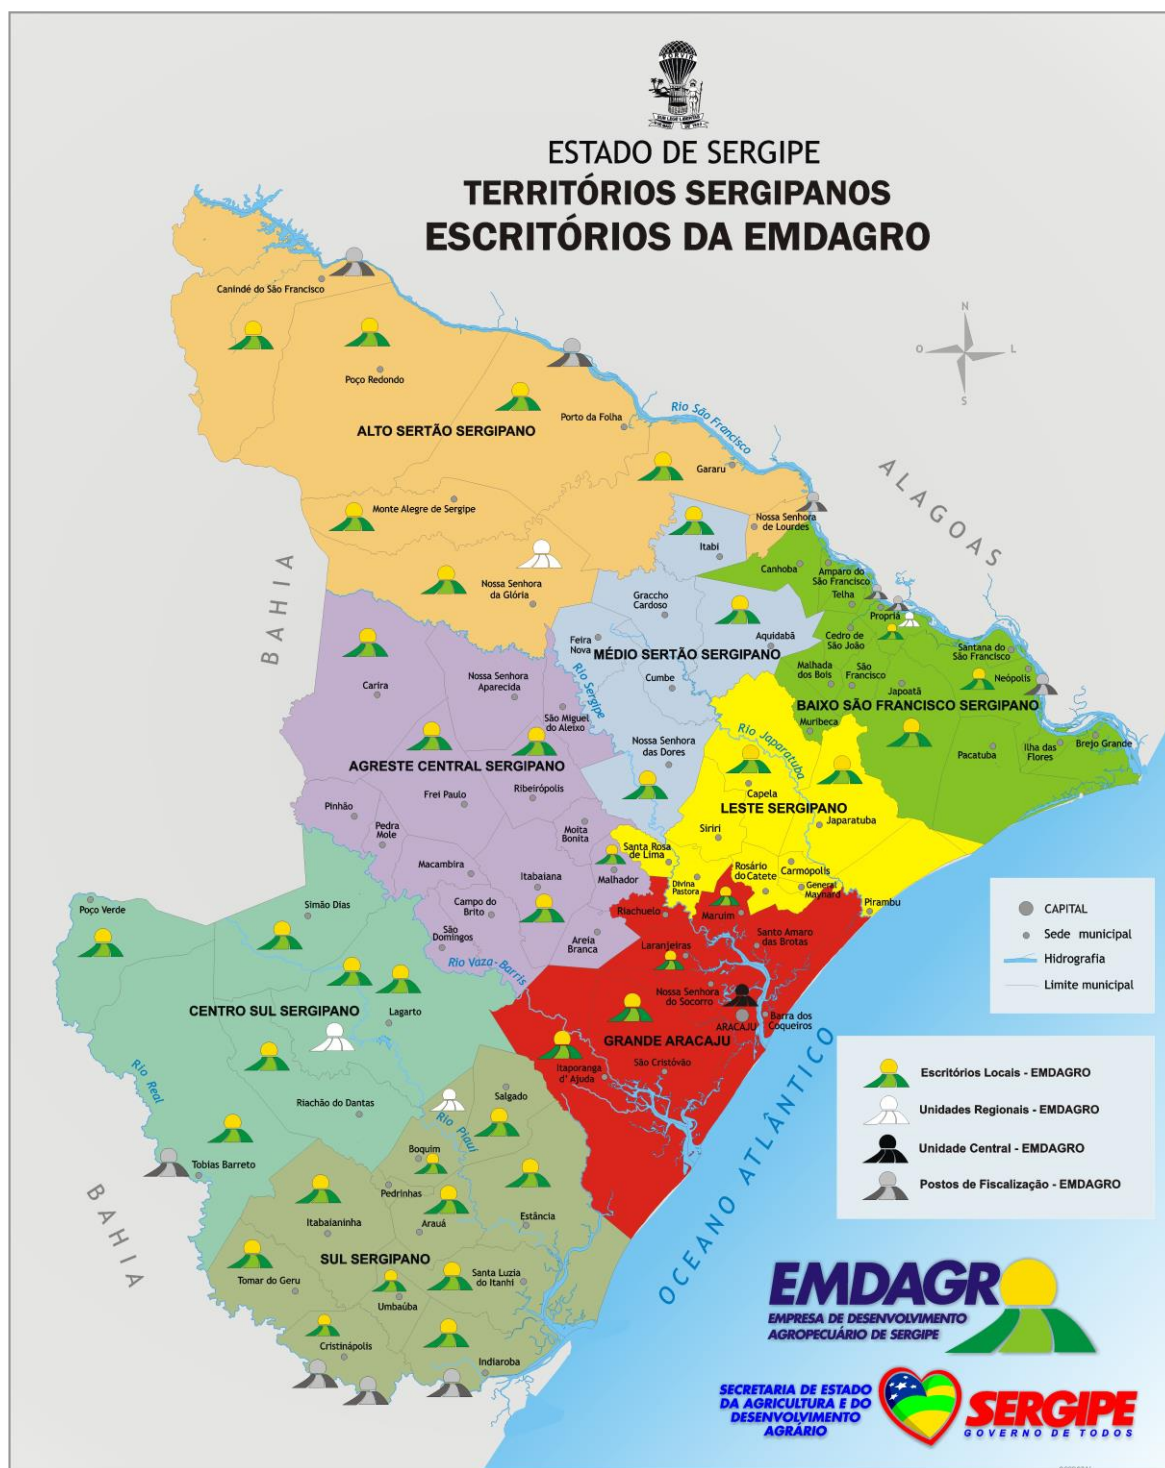 ESTADO DE SERGIPE
TERRITÓRIOS SERGIPANOS
ESCRITÓRIOS DA EMDAGRO
N
O
L
S
Canindé do São Francisco
Poço Redondo
Porto da Folha
Rio São Francisco
ALTO SERTÃO SERGIPANO
Gararu
ALAGOAS
Monte Alegre de Sergipe
Nossa Senhora
de Lourdes
Itabi
BAHIA
Nossa Senhora
da Glória
Canhoba
Amparo do
São Francisco
Telha
Propriá
Graccho
Cardoso
Feira
Nova
Aquidabã
MÉDIO SERTÃO SERGIPANO
Cedro de
São João
Santana do
São Francisco
Neópolis
Malhada
dos Bois
São
Francisco
Japoatã
Rio Sergipe
Cumbe
Carira
Nossa Senhora
Aparecida
São Miguel
do Aleixo
BAIXO SÃO FRANCISCO SERGIPANO
Muribeca
Rio Japaratuba
Pacatuba
Ilha das
Flores
Brejo Grande
Nossa Senhora
das Dores
AGRESTE CENTRAL SERGIPANO
Frei Paulo
Ribeirópolis
Capela
LESTE SERGIPANO
Japaratuba
Pinhão
Pedra
Mole
Moita
Bonita
Siriri
Santa Rosa
de Lima
Macambira
Itabaiana
Malhador
Divina
Pastora
Rosário
do Catete
Carmópolis
General
Maynard
Pirambu
Poço Verde
Simão Dias
Campo do
Brito
São
Domingos
Areia
Branca
Riachuelo
Maruim
Laranjeiras
Santo Amaro
das Brotas
Rio Vaza-Barris
CENTRO SUL SERGIPANO
Lagarto
Nossa Senhora
do Socorro
ARACAJU
Barra dos
Coqueiros
GRANDE ARACAJU
Itaporanga
d' Ajuda
São Cristóvão
Rio Real
Riachão do Dantas
Salgado
Rio Piauí
Boquim
Tobias Barreto
Pedrinhas
BAHIA
Itabaianinha
Arauá
Estância
SUL SERGIPANO
Tomar do Geru
Santa Luzia
do Itanhi
Umbaúba
Cristinápolis
Indiaroba
OCEANO ATLÂNTICO
CAPITAL
Sede municipal
Hidrografia
Limite municipal
Escritórios Locais - EMDAGRO
Unidades Regionais - EMDAGRO
Unidade Central - EMDAGRO
Postos de Fiscalização - EMDAGRO
EMDAGR
EMPRESA DE DESENVOLVIMENTO
AGROPECUÁRIO DE SERGIPE
SECRETARIA DE ESTADO
DA AGRICULTURA E DO
DESENVOLVIMENTO
AGRÁRIO
SERGIPE
GOVERNO DE TODOS